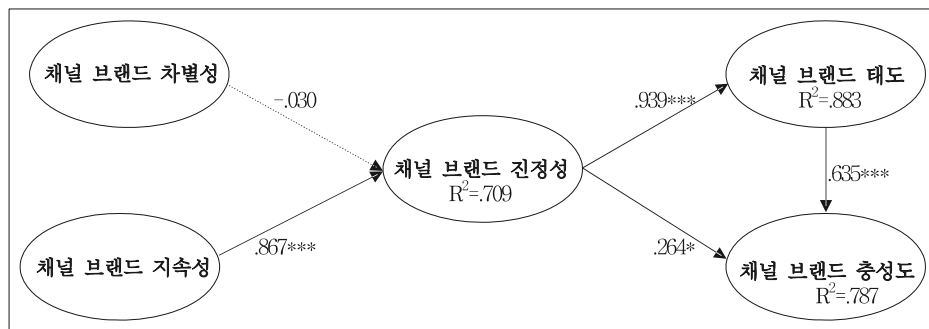 채널 브랜드 차별성
-.030
채널 브랜드 지속성
.867***
채널 브랜드 진정성
R²=.709
.939***
.264*
채널 브랜드 태도
R²=.883
.635***
채널 브랜드 충성도
R²=.787